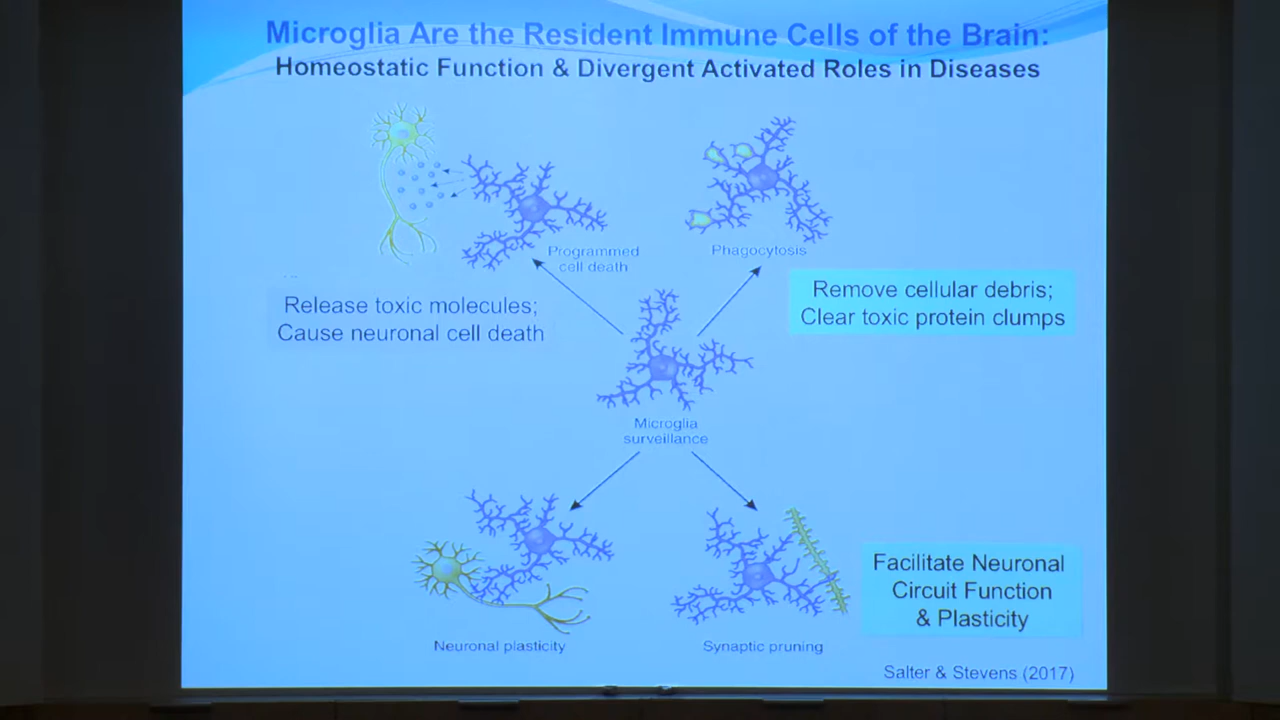 Microglia Are the Resident Immune Cells of the Brain:
Homeostatic Function & Divergent Activated Roles in Diseases
Programmed
cell death
Phagocytosis
Release toxic molecules;
Cause neuronal cell death
Remove cellular debris;
Clear toxic protein clumps
Microglia
surveillance
Neuronal plasticity
Synaptic pruning
Facilitate Neuronal
Circuit Function
& Plasticity
Salter & Stevens (2017)